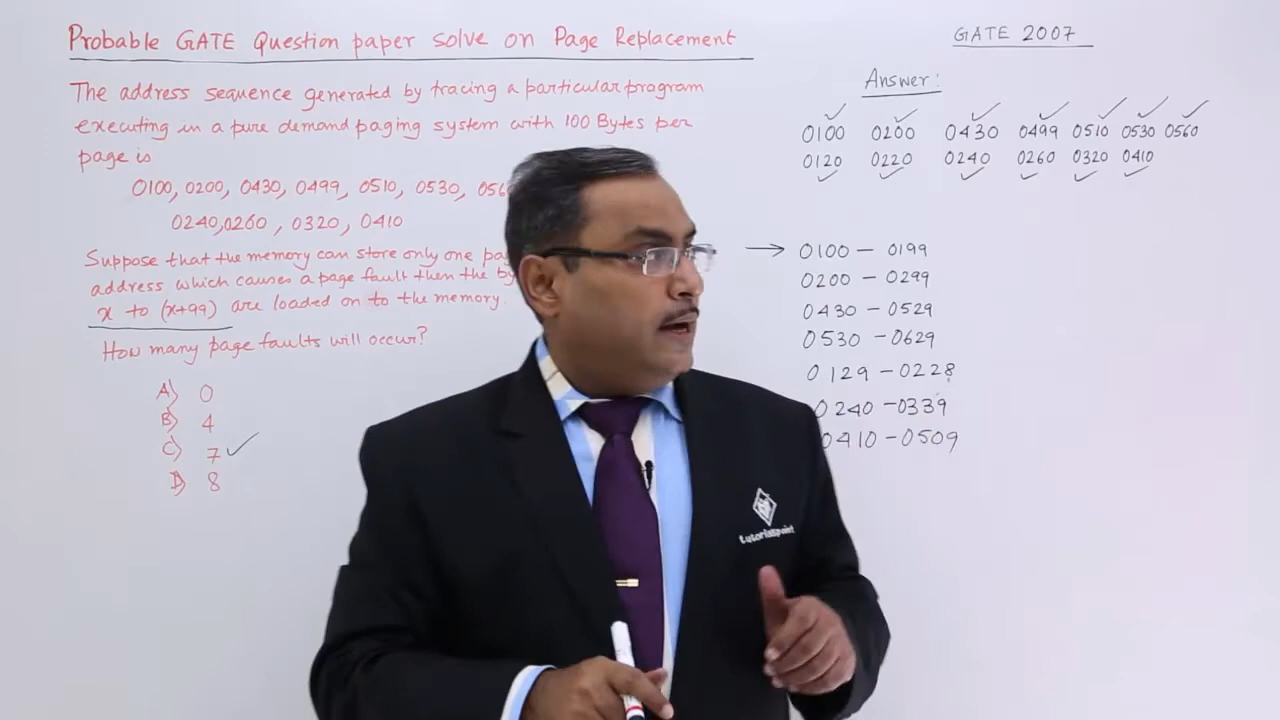 Probable GATE Question paper solve on Page Replacement
The address sequence generated by tracing a particular program
executing in a pure demand paging system with 100 Bytes per
page is
0100, 0200, 0430, 0499, 0510, 0530, 056
0240, 0260, 0320, 0410
Suppose that the memory can store only one pa
address which causes a page fault then the by
x to (x+99) are loaded on to the memory.
How many page faults will occur?
A) 0
B) 4
C) 7 ✓
D) 8
GATE 2007
Answer:
0100 0200 0430 0499 0510 0530 0560
0120 0220 0240 0260 0320 0410
→ 0100 - 0199
0200 - 0299
0430 - 0529
0530 - 0629
0129 - 0228
0240 - 0339
0410 - 0509
tutorialspoint